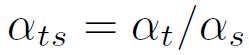 α_{ts} = α_t/α_s